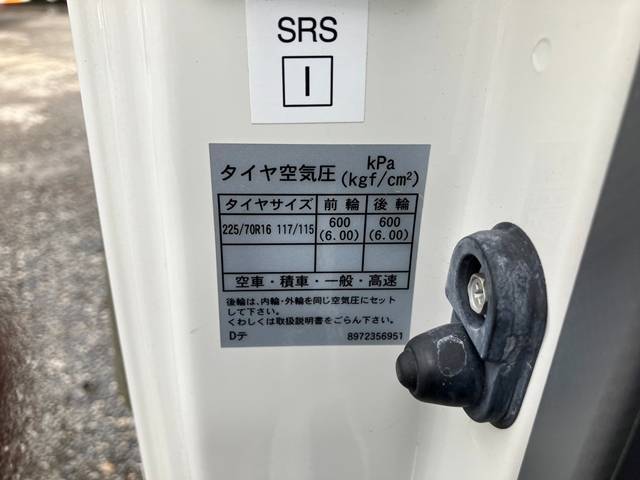 SRS
I
タイヤ空気圧 kPa (kgf/cm²)
タイヤサイズ 前輪 後輪
225/70R16 117/115 600 (6.00) 600 (6.00)
空車・積車・一般・高速
後輪は、内輪・外輪を同じ空気圧にセット
して下さい。
くわしくは取扱説明書をごらん下さい。
Dテ 8972356951